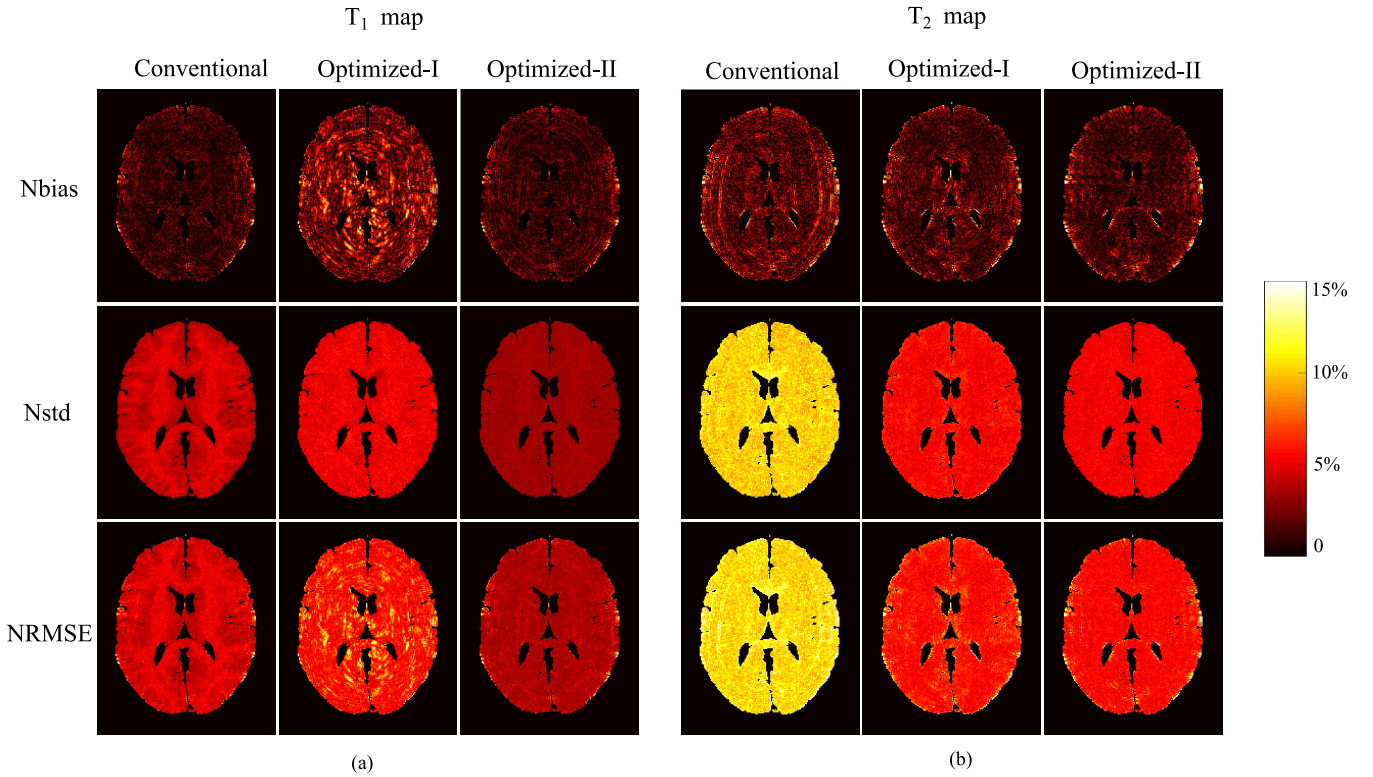 T₁ map
T₂ map
Conventional
Optimized-I
Optimized-II
Conventional
Optimized-I
Optimized-II
Nbias
Nstd
NRMSE
15%
10%
5%
0
(a)
(b)